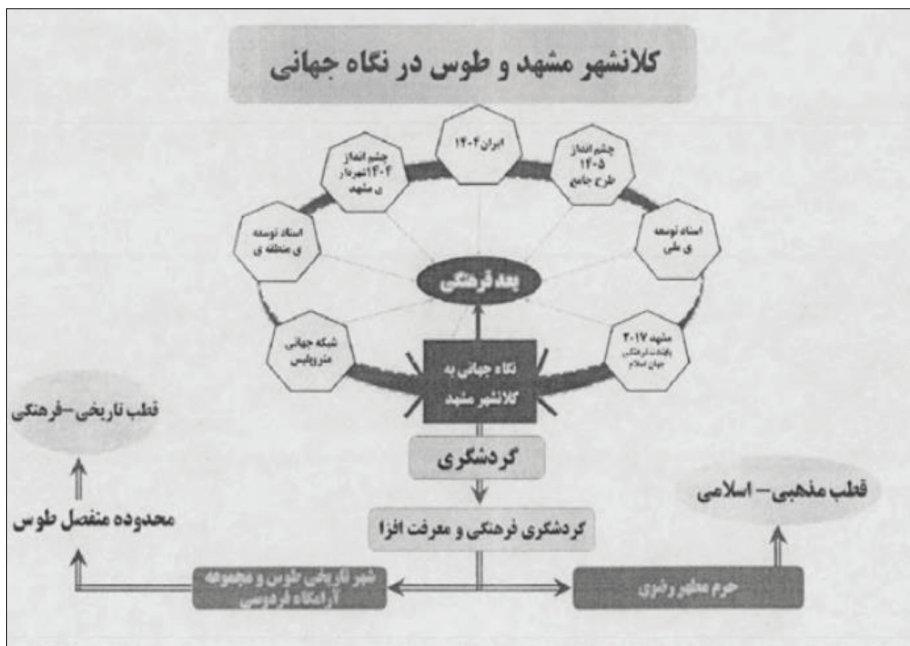 کلانشهر مشهد و طوس در نگاه جهانی
ایران ۱۴۰۴
چشم انداز
۱۴۰۵
طرح جامع
چشم انداز
۱۴۰۴شهردار
ی مشهد
اسناد توسعه
ی ملی
اسناد توسعه
ی منطقه ی
بعد فرهنگی
مشهد ۲۰۱۷
پایتخت فرهنگی
جهان اسلام
شبکه جهانی
متروپلیس
نگاه جهانی به
کلانشهر مشهد
قطب تاریخی-فرهنگی
گردشگری
قطب مذهبی- اسلامی
محدوده منفصل طوس
گردشگری فرهنگی و معرفت افزا
شهر تاریخی طوس و مجموعه
آرامگاه فردوسی
حرم مطهر رضوی